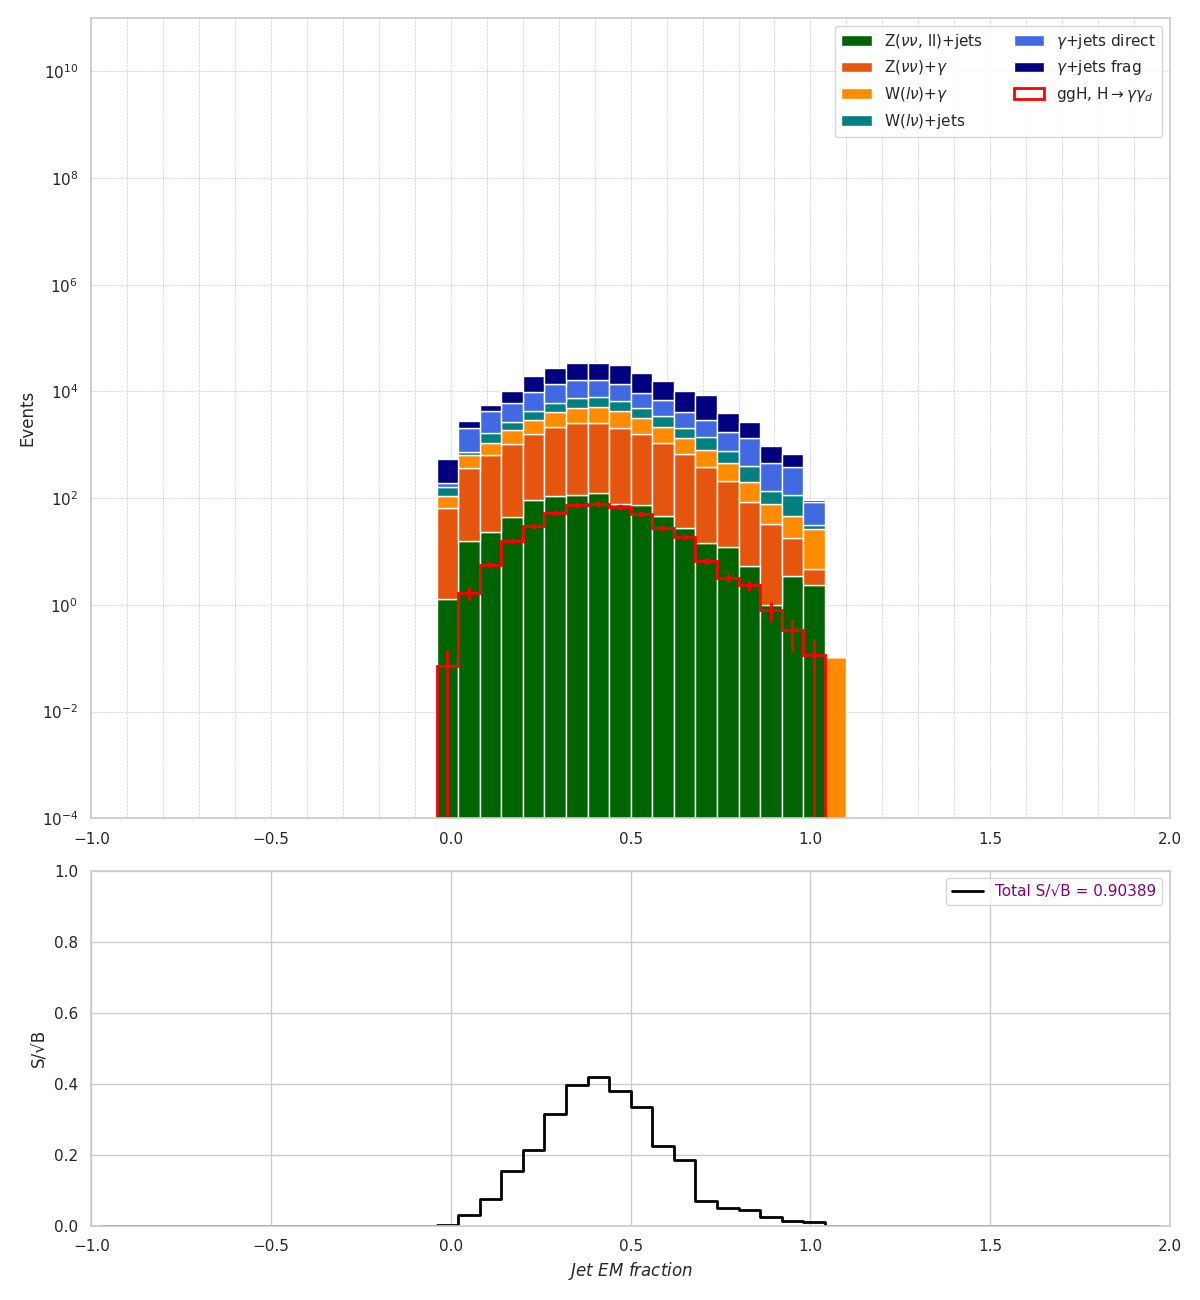 Z(νν, ll)+jets
Z(νν)+γ
W(lν)+γ
W(lν)+jets
γ+jets direct
γ+jets frag
ggH, H→γγ_d
Events
10^10
10^8
10^6
10^4
10^2
10^0
10^−2
10^−4
−1.0 −0.5 0.0 0.5 1.0 1.5 2.0
Total S/√B = 0.90389
S/√B
1.0
0.8
0.6
0.4
0.2
0.0
−1.0 −0.5 0.0 0.5 1.0 1.5 2.0
Jet EM fraction